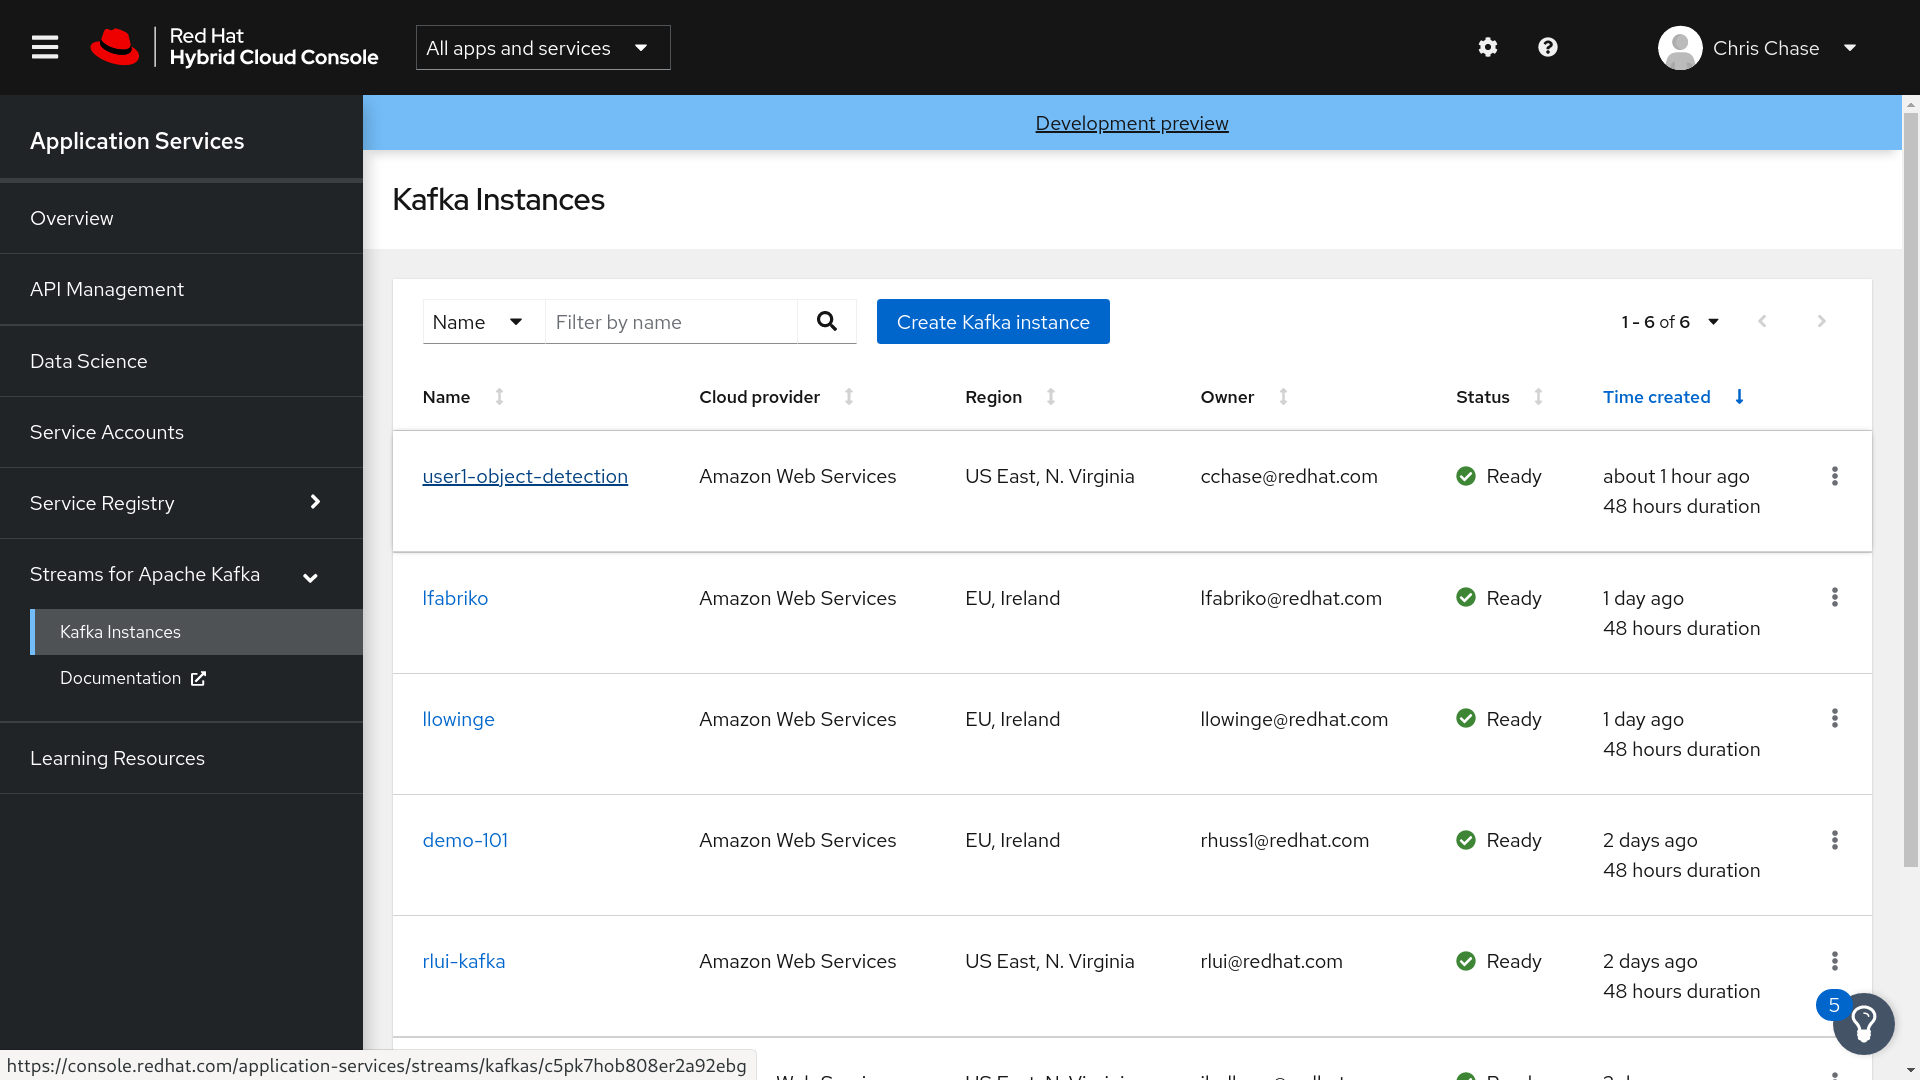 Red Hat
Hybrid Cloud Console
All apps and services
Chris Chase
Application Services
Overview
API Management
Data Science
Service Accounts
Service Registry
Streams for Apache Kafka
Kafka Instances
Documentation
Learning Resources
Development preview
Kafka Instances
Name
Filter by name
Create Kafka instance
1 - 6 of 6
Name Cloud provider Region Owner Status Time created
user1-object-detection Amazon Web Services US East, N. Virginia cchase@redhat.com Ready about 1 hour ago
48 hours duration
lfabriko Amazon Web Services EU, Ireland lfabriko@redhat.com Ready 1 day ago
48 hours duration
llowinge Amazon Web Services EU, Ireland llowinge@redhat.com Ready 1 day ago
48 hours duration
demo-101 Amazon Web Services EU, Ireland rhuss1@redhat.com Ready 2 days ago
48 hours duration
rlui-kafka Amazon Web Services US East, N. Virginia rlui@redhat.com Ready 2 days ago
48 hours duration
5
https://console.redhat.com/application-services/streams/kafkas/c5pk7hob808er2a92ebg